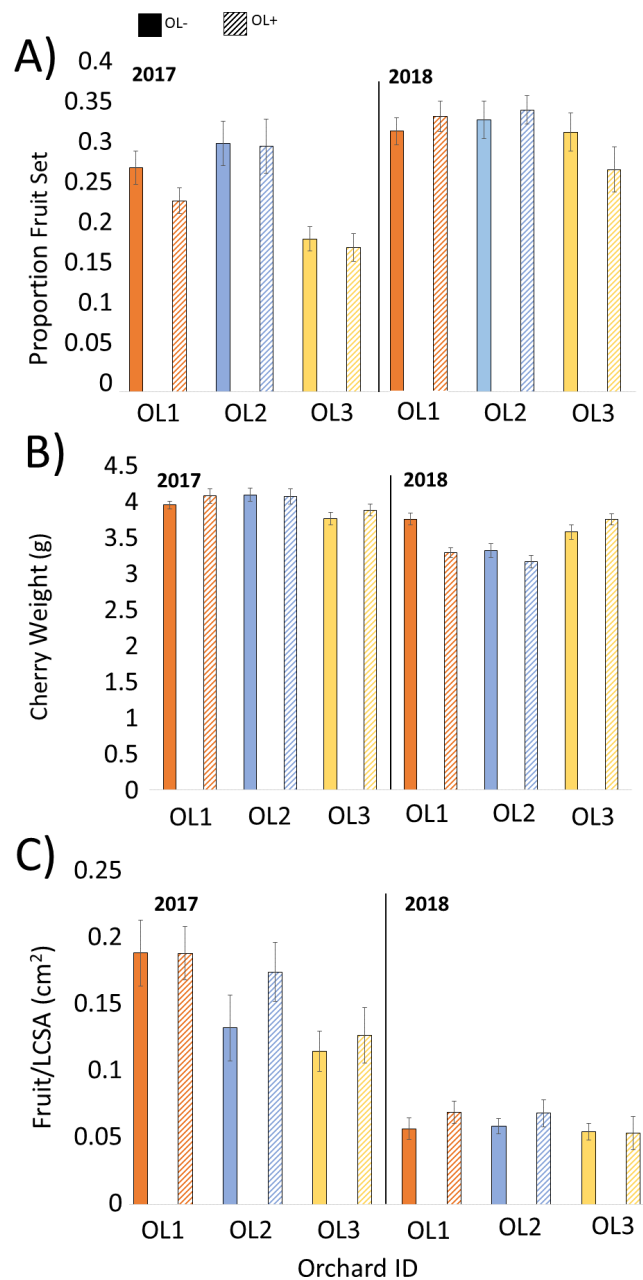 OL- OL+
A)
Proportion Fruit Set
0.4
0.35
0.3
0.25
0.2
0.15
0.1
0.05
0
2017 2018
OL1 OL2 OL3 OL1 OL2 OL3
B)
Cherry Weight (g)
4.5
4
3.5
3
2.5
2
1.5
1
0.5
0
2017 2018
OL1 OL2 OL3 OL1 OL2 OL3
C)
Fruit/LCSA (cm²)
0.25
0.2
0.15
0.1
0.05
0
2017 2018
OL1 OL2 OL3 OL1 OL2 OL3
Orchard ID